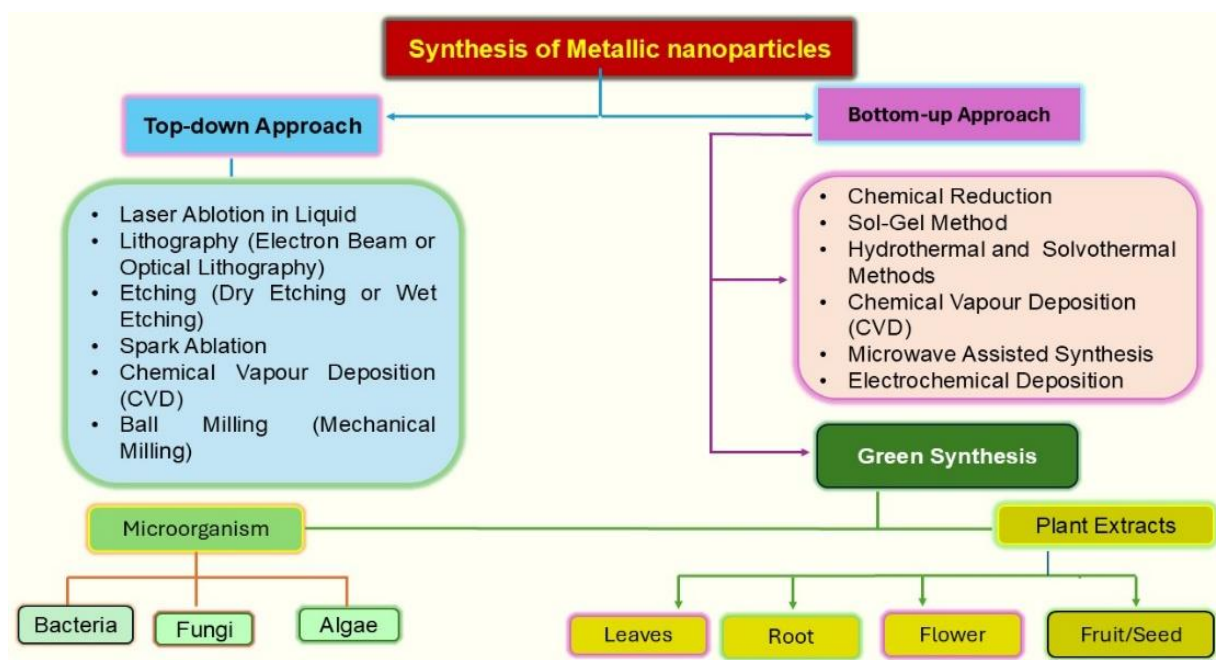 Synthesis of Metallic nanoparticles
Top-down Approach
Bottom-up Approach
• Laser Ablotion in Liquid
• Lithography (Electron Beam or
Optical Lithography)
• Etching (Dry Etching or Wet
Etching)
• Spark Ablation
• Chemical Vapour Deposition
(CVD)
• Ball Milling (Mechanical
Milling)
• Chemical Reduction
• Sol-Gel Method
• Hydrothermal and Solvothermal
Methods
• Chemical Vapour Deposition
(CVD)
• Microwave Assisted Synthesis
• Electrochemical Deposition
Green Synthesis
Microorganism
Plant Extracts
Bacteria
Fungi
Algae
Leaves
Root
Flower
Fruit/Seed